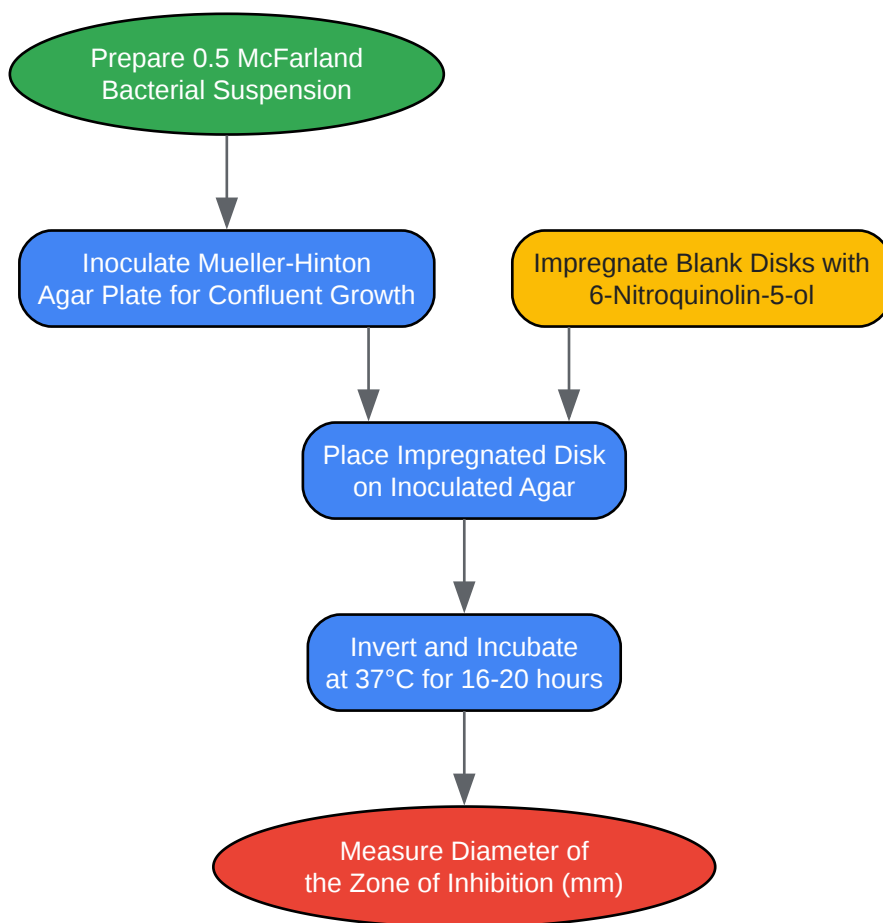 Prepare 0.5 McFarland
Bacterial Suspension
Inoculate Mueller-Hinton
Agar Plate for Confluent Growth
Impregnate Blank Disks with
6-Nitroquinolin-5-ol
Place Impregnated Disk
on Inoculated Agar
Invert and Incubate
at 37°C for 16-20 hours
Measure Diameter of
the Zone of Inhibition (mm)